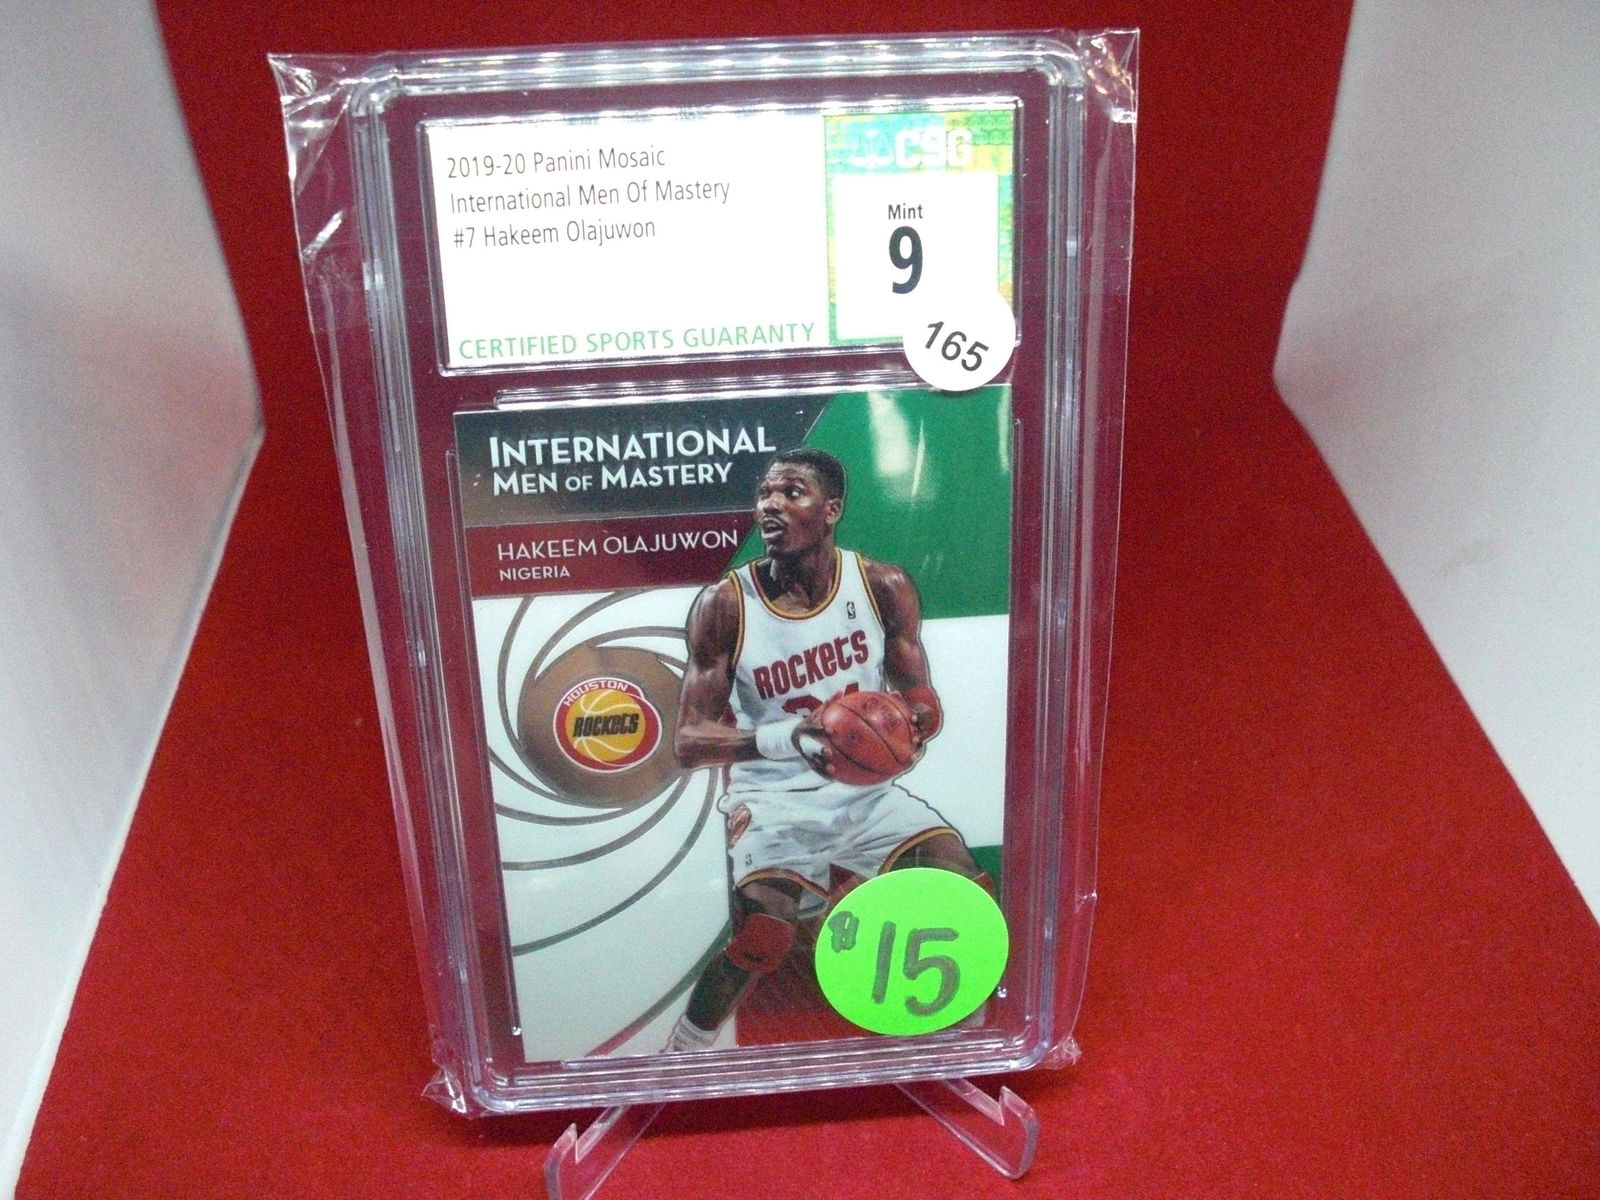 2019-20 Panini Mosaic
International Men Of Mastery
#7 Hakeem Olajuwon
CERTIFIED SPORTS GUARANTY
CSG
Mint
9
165
INTERNATIONAL
MEN OF MASTERY
HAKEEM OLAJUWON
NIGERIA
HOUSTON
ROCKETS
ROCKETS
$15